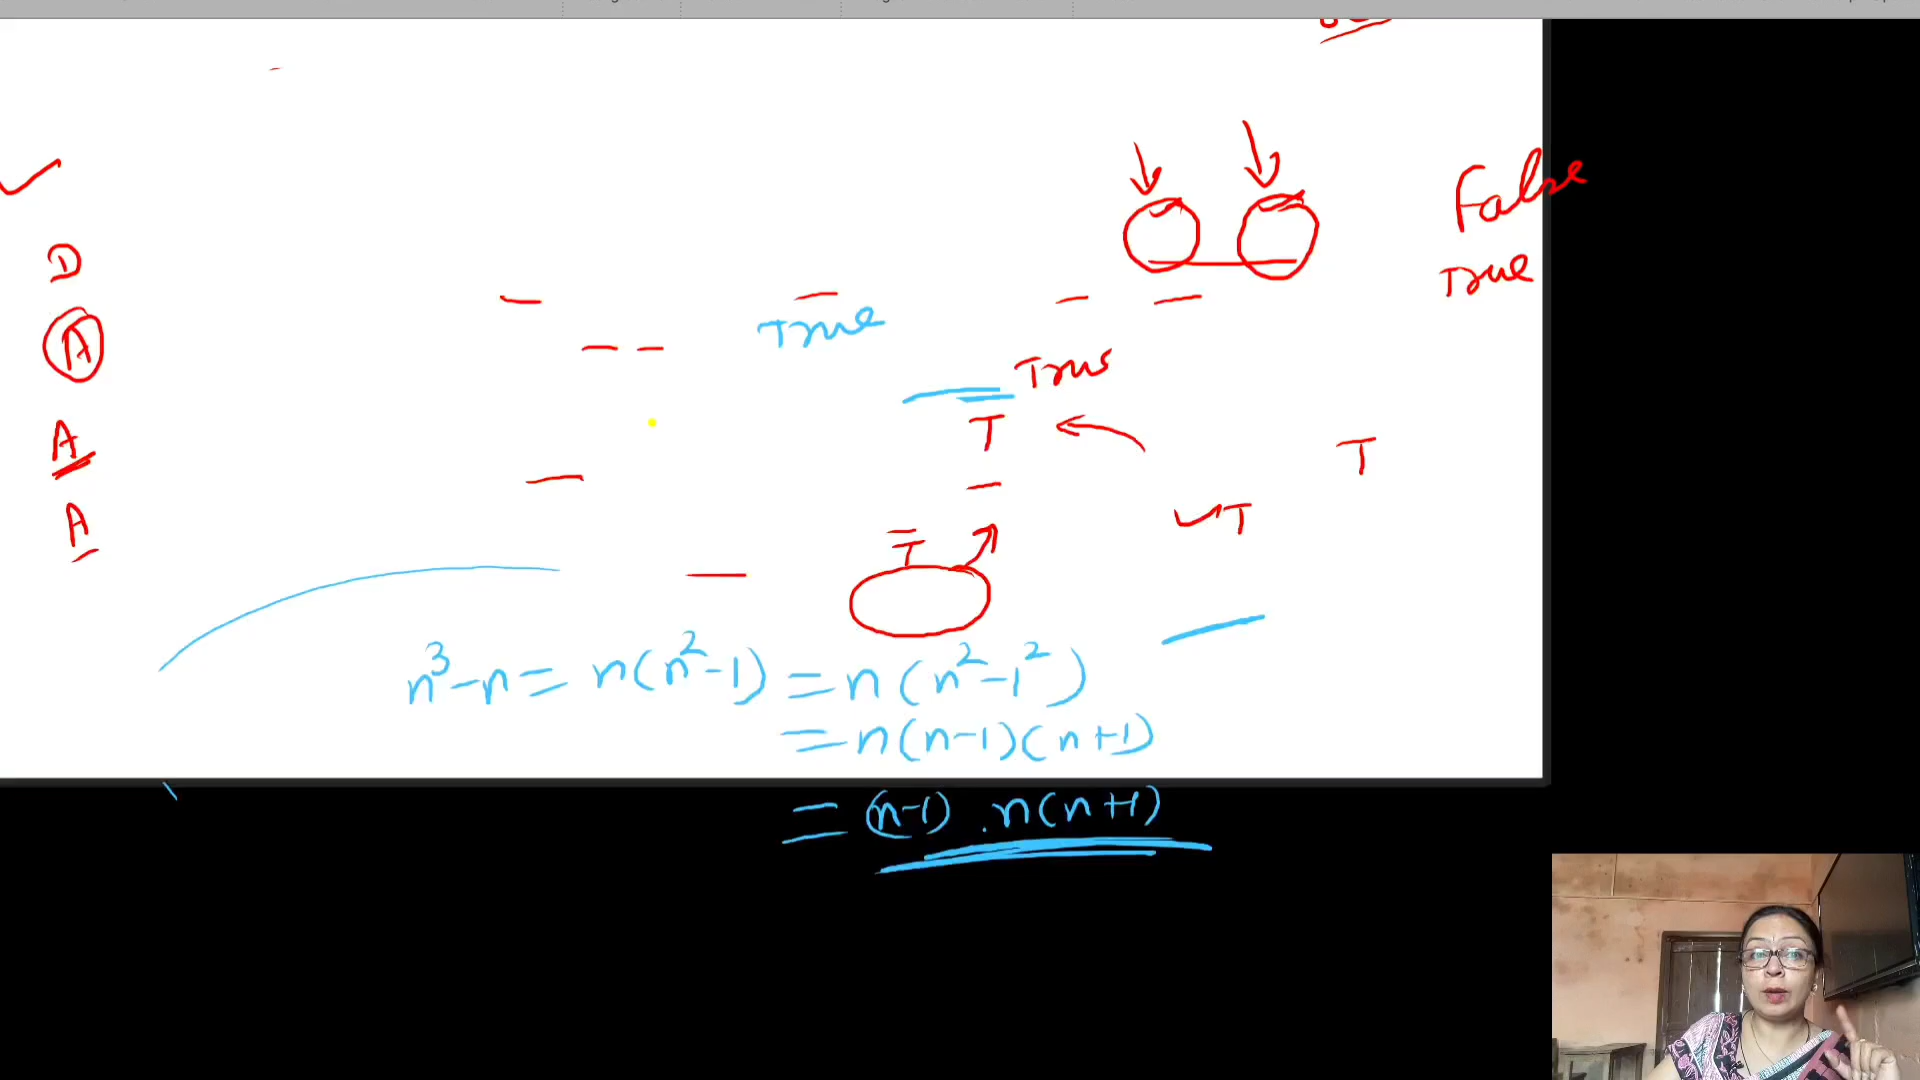 False
D
True
True
A
True
T
A
T
T
A
T
n³-n = n(n²-1) = n(n²-1²)
= n(n-1)(n+1)
= (n-1).n(n+1)